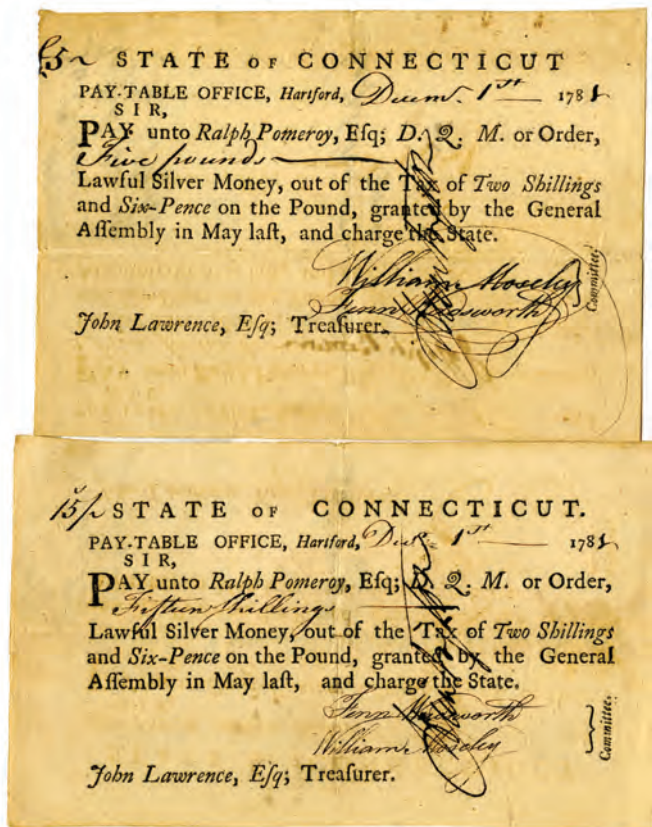 £5~ STATE OF CONNECTICUT
PAY-TABLE OFFICE, Hartford, Decemr. 1st 1781
SIR,
PAY unto Ralph Pomeroy, Eſq; D. Q. M. or Order,
Five pounds
Lawful Silver Money, out of the Tax of Two Shillings
and Six-Pence on the Pound, granted by the General
Aſſembly in May laſt, and charge the State.
William Moseley
Fenn Wadsworth
Committee.
John Lawrence, Eſq; Treaſurer.
15/~ STATE OF CONNECTICUT.
PAY-TABLE OFFICE, Hartford, Decr. 1st 1781
SIR,
PAY unto Ralph Pomeroy, Eſq; D. Q. M. or Order,
Fifteen Shillings
Lawful Silver Money, out of the Tax of Two Shillings
and Six-Pence on the Pound, granted by the General
Aſſembly in May laſt, and charge the State.
Fenn Wadsworth
William Moseley
Committee.
John Lawrence, Eſq; Treaſurer.